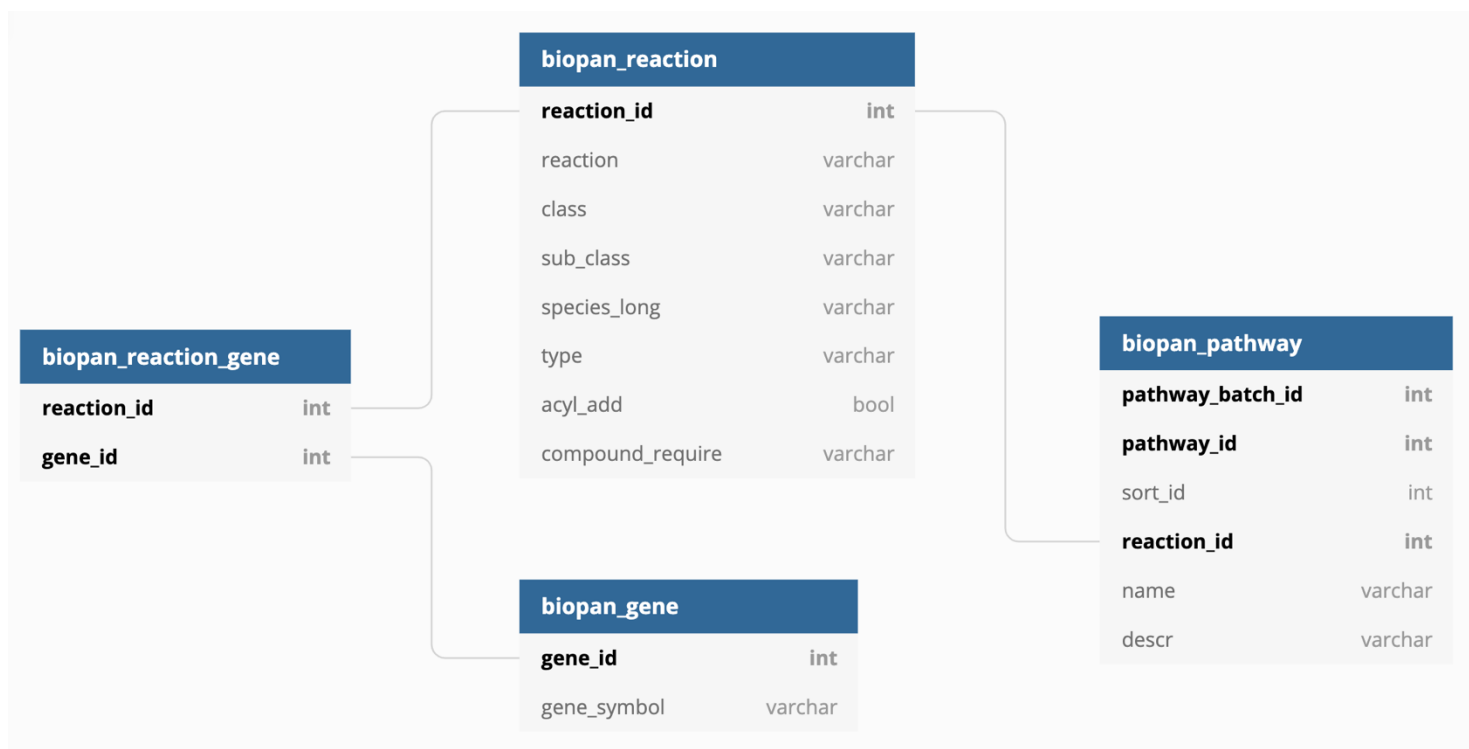 biopan_reaction
reaction_id int
reaction varchar
class varchar
sub_class varchar
species_long varchar
type varchar
acyl_add bool
compound_require varchar
biopan_reaction_gene
reaction_id int
gene_id int
biopan_pathway
pathway_batch_id int
pathway_id int
sort_id int
reaction_id int
name varchar
descr varchar
biopan_gene
gene_id int
gene_symbol varchar